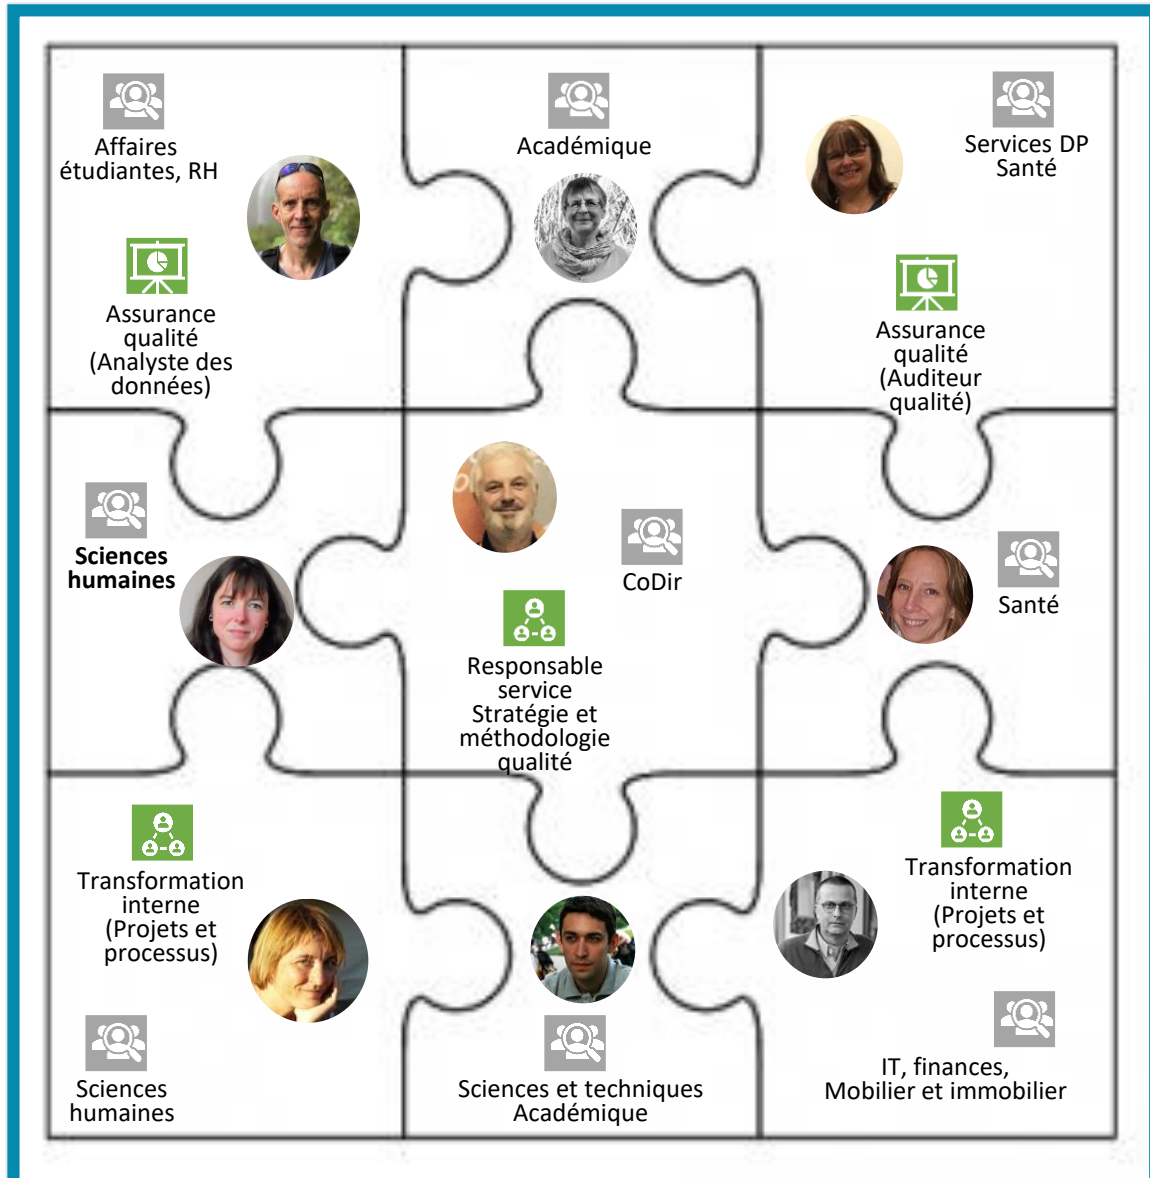 Affaires
étudiantes, RH
Assurance
qualité
(Analyste des
données)
Académique
Services DP
Santé
Assurance
qualité
(Auditeur
qualité)
Sciences
humaines
CoDir
Responsable
service
Stratégie et
méthodologie
qualité
Santé
Transformation
interne
(Projets et
processus)
Sciences
humaines
Sciences et techniques
Académique
Transformation
interne
(Projets et
processus)
IT, finances,
Mobilier et immobilier